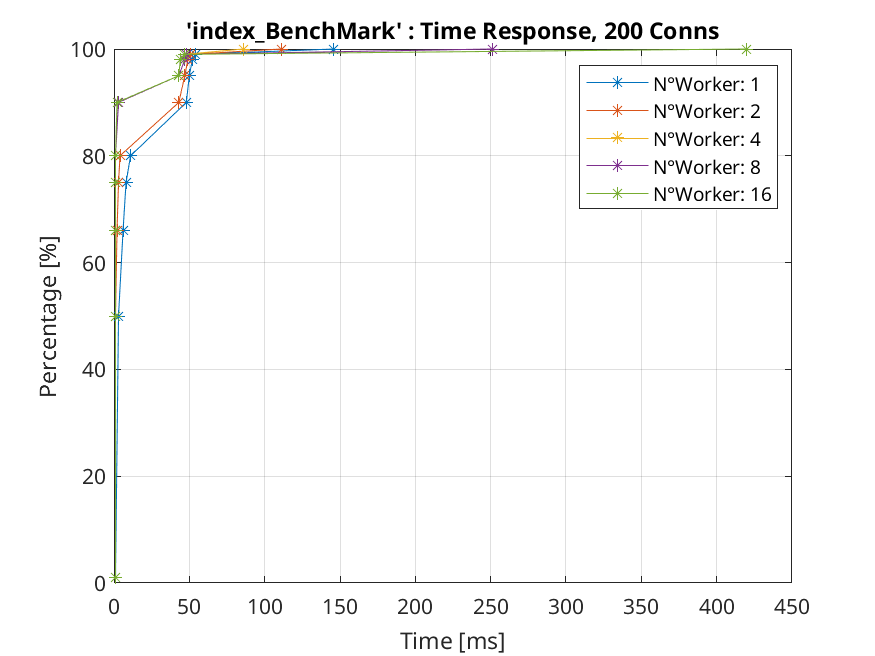 'index_BenchMark' : Time Response, 200 Conns
100
80
60
40
20
0
Percentage [%]
N°Worker: 1
N°Worker: 2
N°Worker: 4
N°Worker: 8
N°Worker: 16
0 50 100 150 200 250 300 350 400 450
Time [ms]